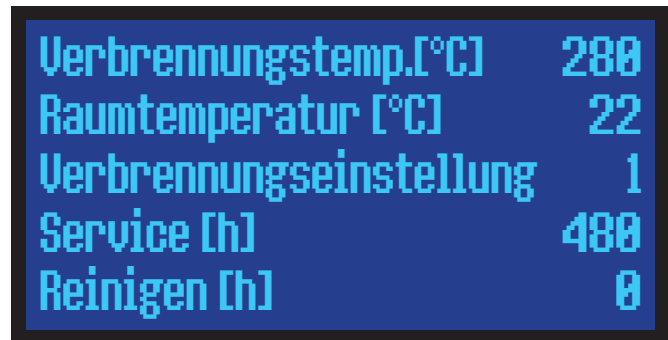 Verbrennungstemp.[°C] 280
Raumtemperatur [°C] 22
Verbrennungseinstellung 1
Service [h] 480
Reinigen [h] 0